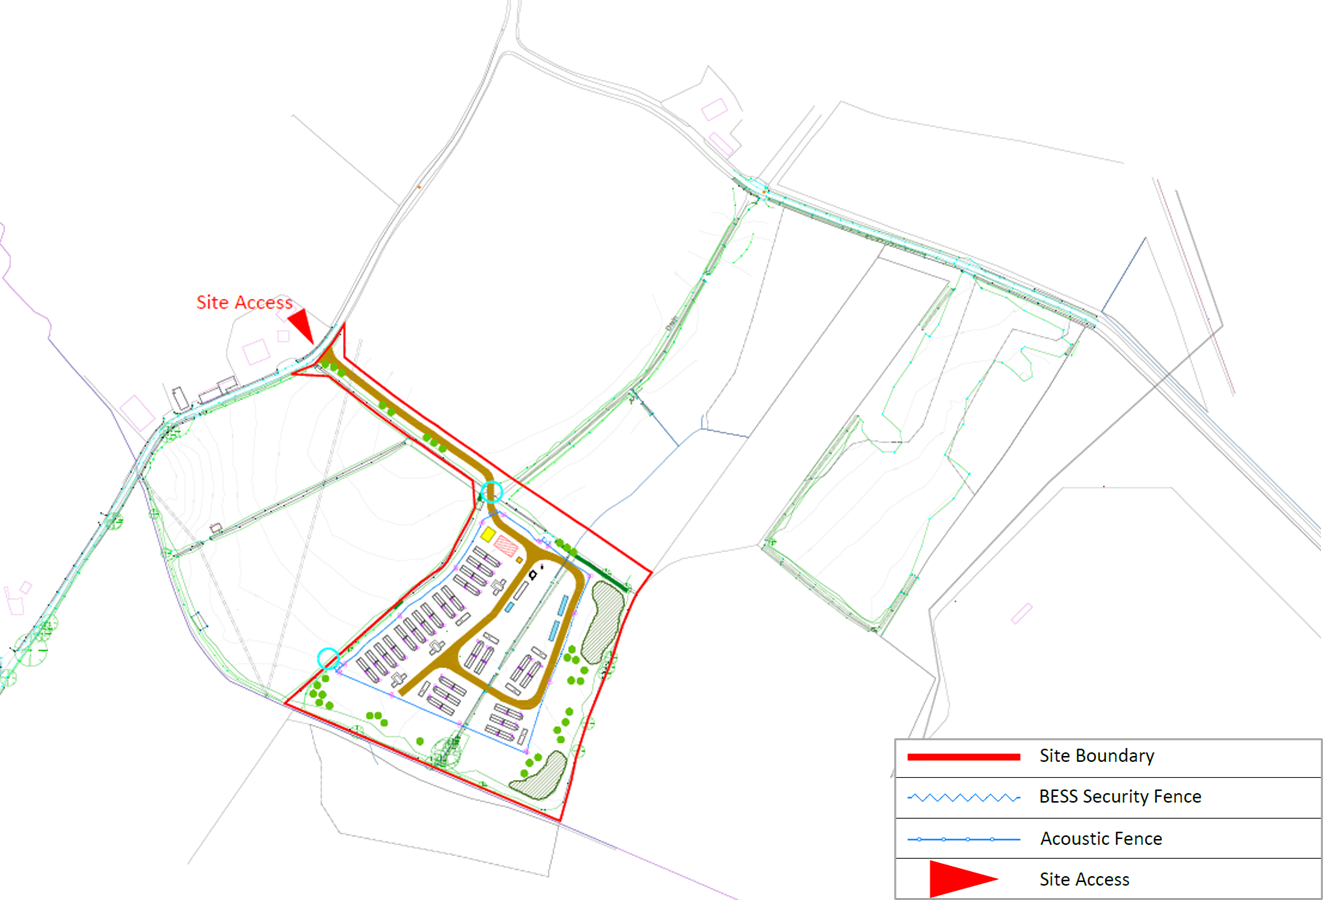 Site Access
Site Boundary
BESS Security Fence
Acoustic Fence
Site Access